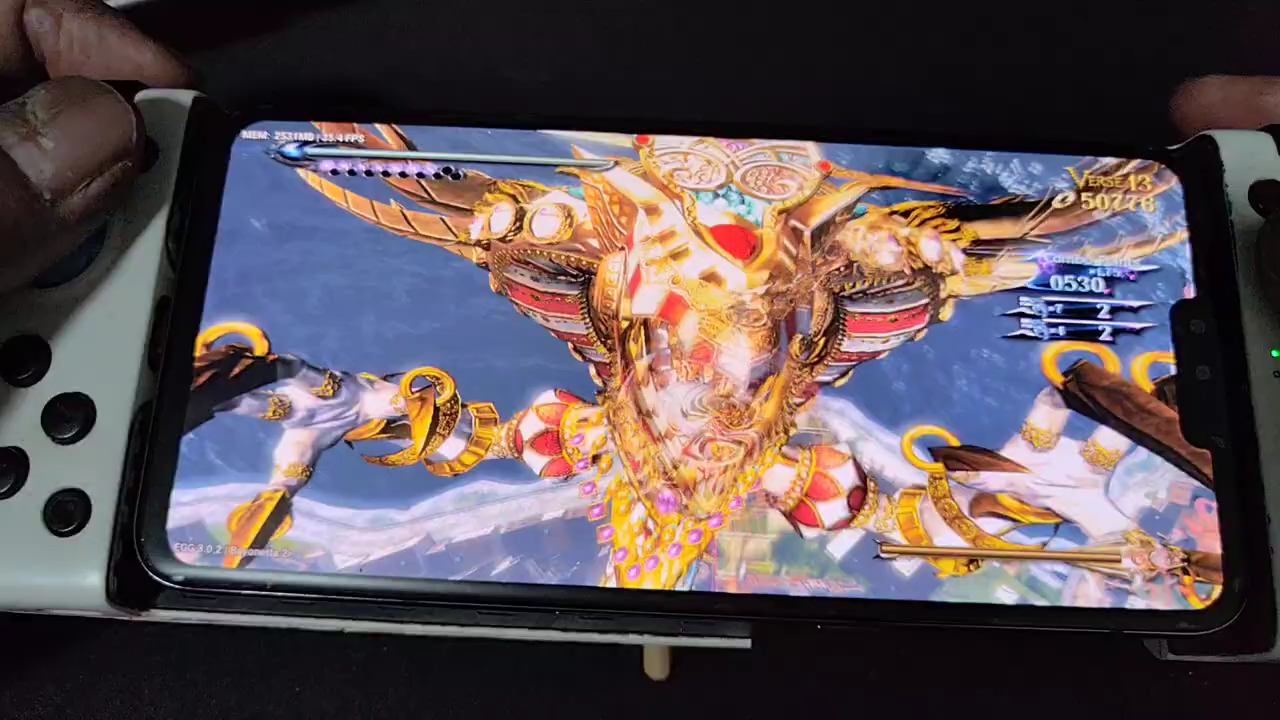 MEM: 2531MB | 35.4 FPS
VERSE 13
50776
0530
2
2
EGG 3.0.2 | Bayonetta 2